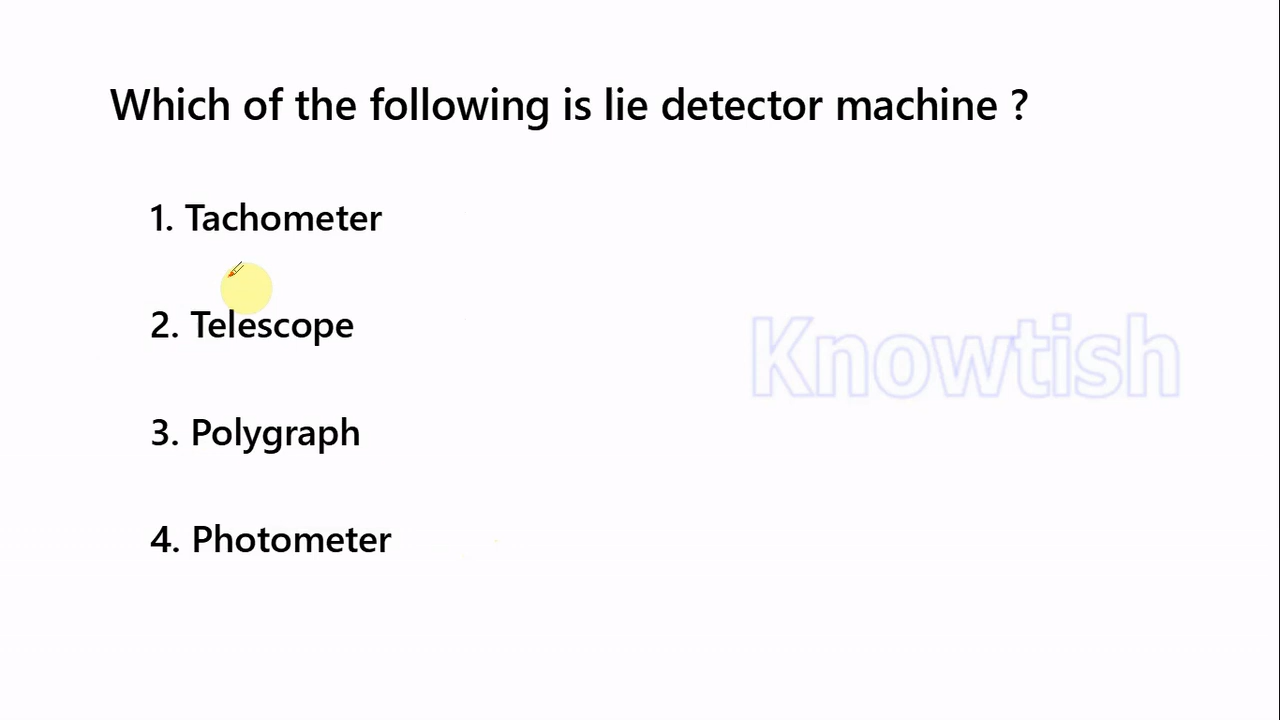 Which of the following is lie detector machine ?
1. Tachometer
2. Telescope
Knowtish
3. Polygraph
4. Photometer